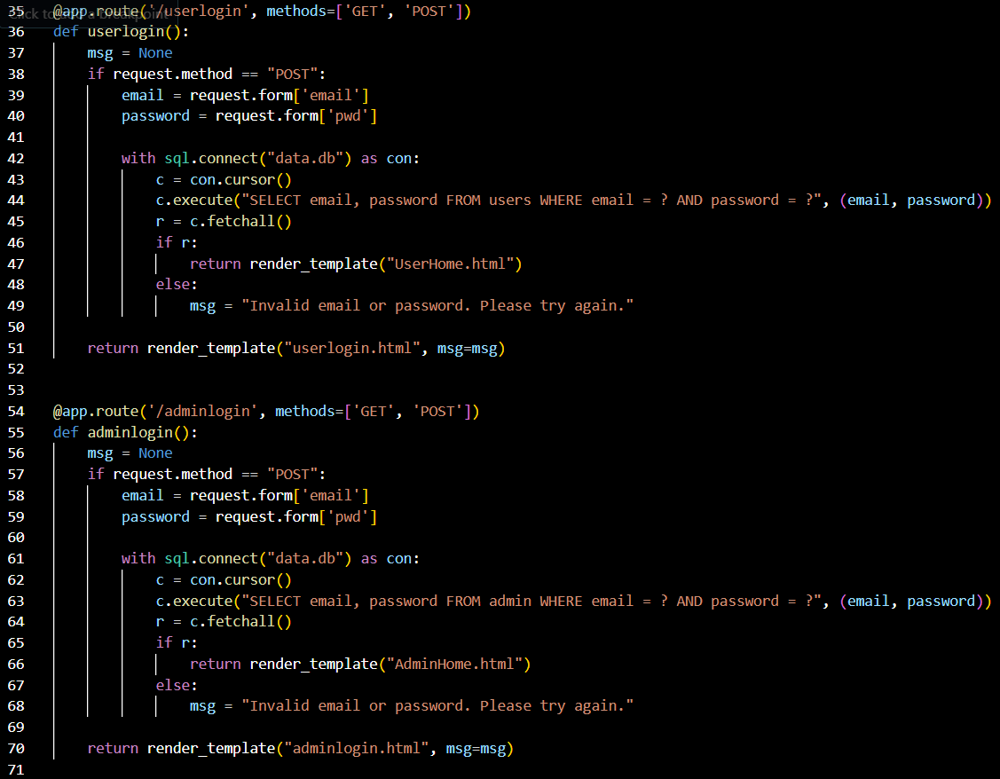 35 @app.route('/userlogin', methods=['GET', 'POST'])
36 def userlogin():
37     msg = None
38     if request.method == "POST":
39         email = request.form['email']
40         password = request.form['pwd']
41
42         with sql.connect("data.db") as con:
43             c = con.cursor()
44             c.execute("SELECT email, password FROM users WHERE email = ? AND password = ?", (email, password))
45             r = c.fetchall()
46             if r:
47                 return render_template("UserHome.html")
48             else:
49                 msg = "Invalid email or password. Please try again."
50
51     return render_template("userlogin.html", msg=msg)
52
53
54 @app.route('/adminlogin', methods=['GET', 'POST'])
55 def adminlogin():
56     msg = None
57     if request.method == "POST":
58         email = request.form['email']
59         password = request.form['pwd']
60
61         with sql.connect("data.db") as con:
62             c = con.cursor()
63             c.execute("SELECT email, password FROM admin WHERE email = ? AND password = ?", (email, password))
64             r = c.fetchall()
65             if r:
66                 return render_template("AdminHome.html")
67             else:
68                 msg = "Invalid email or password. Please try again."
69
70     return render_template("adminlogin.html", msg=msg)
71